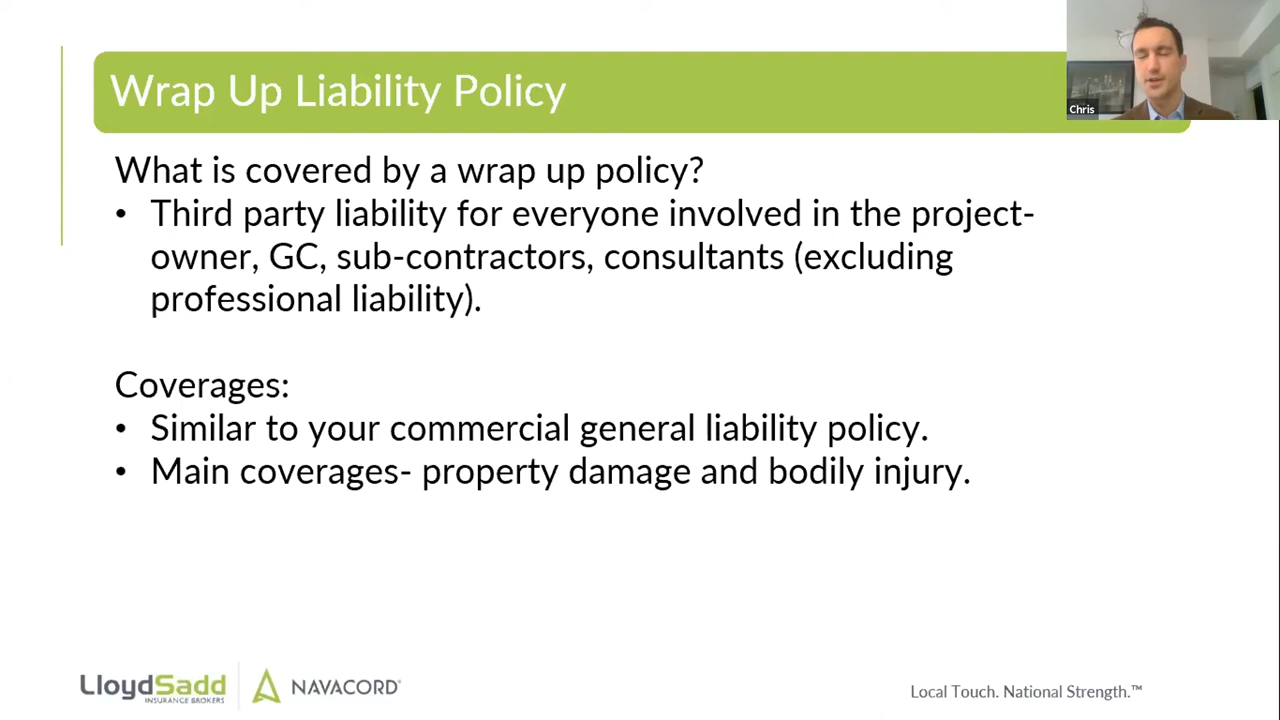 Wrap Up Liability Policy
Chris
What is covered by a wrap up policy?
• Third party liability for everyone involved in the project-
owner, GC, sub-contractors, consultants (excluding
professional liability).
Coverages:
• Similar to your commercial general liability policy.
• Main coverages- property damage and bodily injury.
LloydSadd
INSURANCE BROKERS
NAVACORD®
Local Touch. National Strength.™